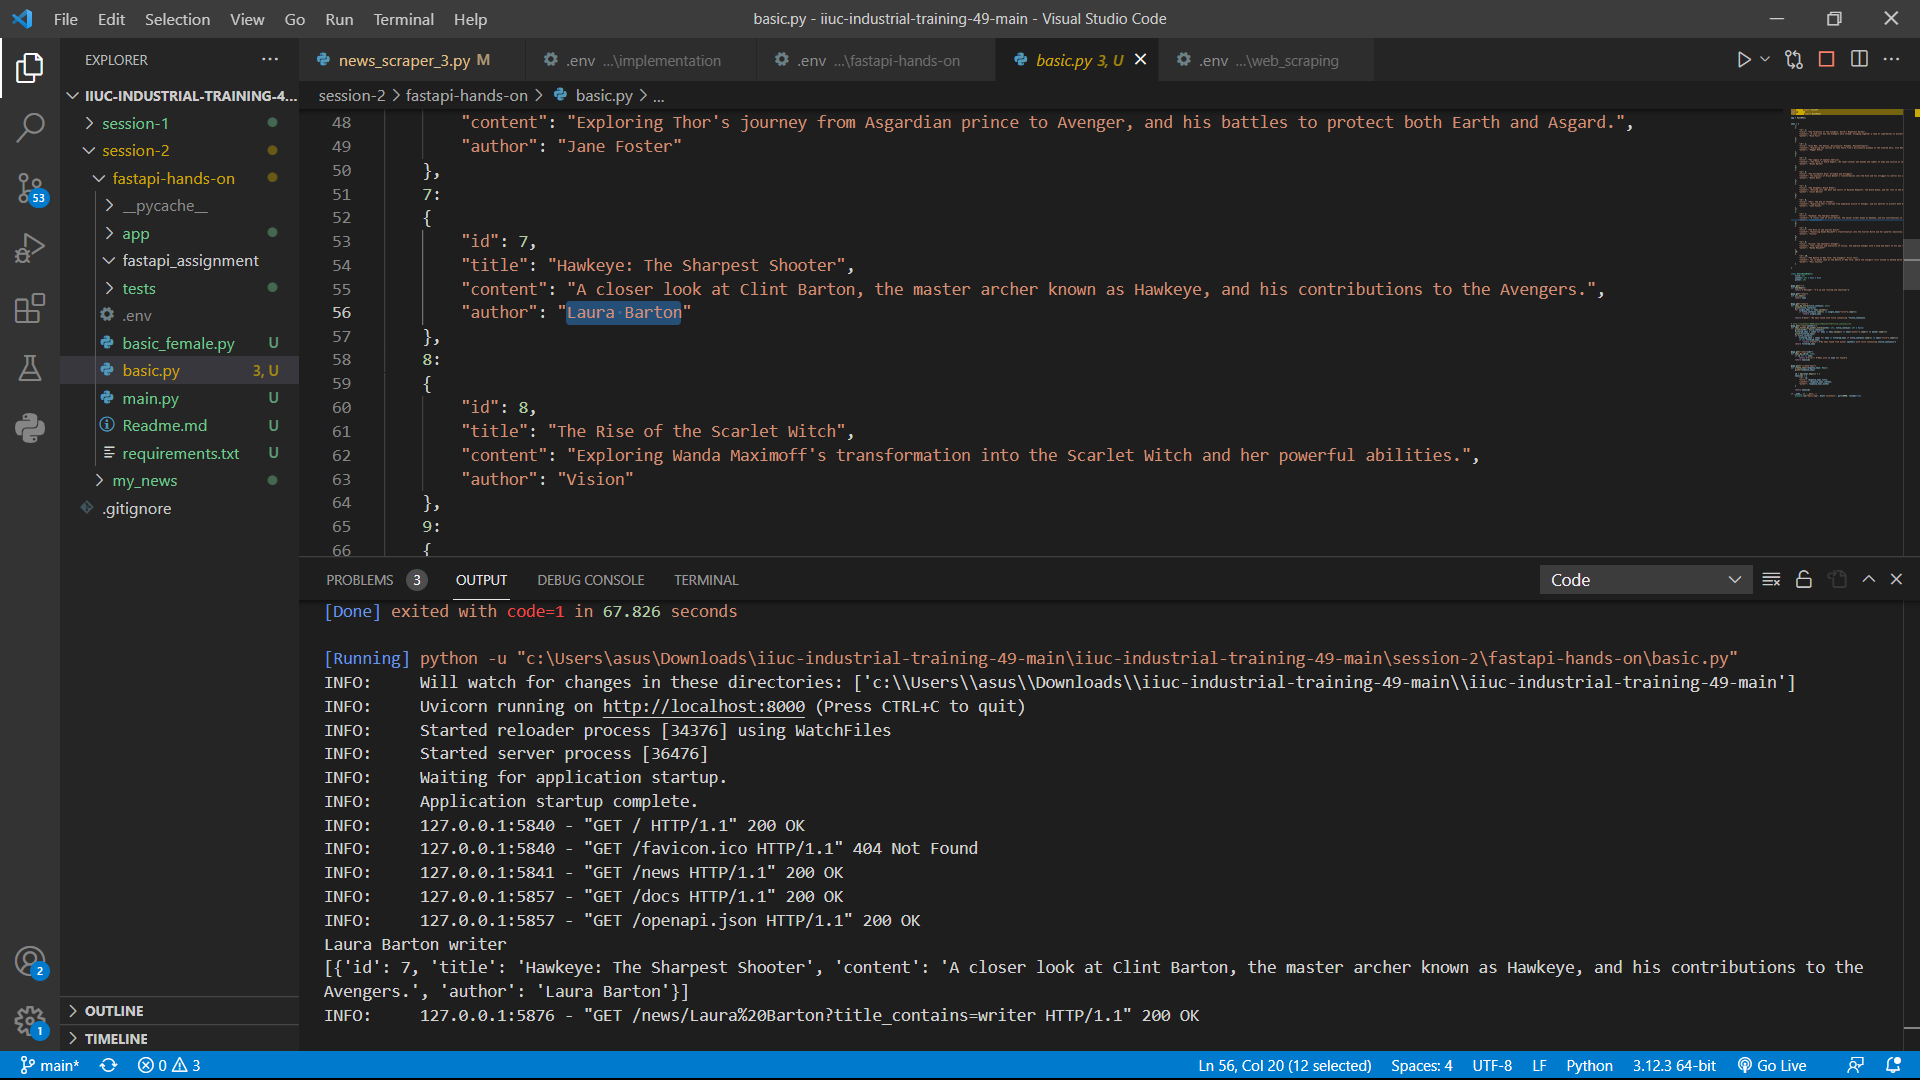 File Edit Selection View Go Run Terminal Help
basic.py - iiuc-industrial-training-49-main - Visual Studio Code
EXPLORER
news_scraper_3.py M
.env ...\implementation
.env ...\fastapi-hands-on
basic.py 3, U
.env ...\web_scraping
IIUC-INDUSTRIAL-TRAINING-4...
session-1
session-2
fastapi-hands-on
__pycache__
app
fastapi_assignment
tests
.env
basic_female.py U
basic.py 3, U
main.py U
Readme.md U
requirements.txt U
my_news
.gitignore
OUTLINE
TIMELINE
53
2
1
session-2 > fastapi-hands-on > basic.py > ...
48 "content": "Exploring Thor's journey from Asgardian prince to Avenger, and his battles to protect both Earth and Asgard.",
49 "author": "Jane Foster"
50 },
51 7:
52 {
53 "id": 7,
54 "title": "Hawkeye: The Sharpest Shooter",
55 "content": "A closer look at Clint Barton, the master archer known as Hawkeye, and his contributions to the Avengers.",
56 "author": "Laura Barton"
57 },
58 8:
59 {
60 "id": 8,
61 "title": "The Rise of the Scarlet Witch",
62 "content": "Exploring Wanda Maximoff's transformation into the Scarlet Witch and her powerful abilities.",
63 "author": "Vision"
64 },
65 9:
66 {
PROBLEMS 3 OUTPUT DEBUG CONSOLE TERMINAL
Code
[Done] exited with code=1 in 67.826 seconds
[Running] python -u "c:\Users\asus\Downloads\iiuc-industrial-training-49-main\iiuc-industrial-training-49-main\session-2\fastapi-hands-on\basic.py"
INFO: Will watch for changes in these directories: ['c:\\Users\\asus\\Downloads\\iiuc-industrial-training-49-main\\iiuc-industrial-training-49-main']
INFO: Uvicorn running on http://localhost:8000 (Press CTRL+C to quit)
INFO: Started reloader process [34376] using WatchFiles
INFO: Started server process [36476]
INFO: Waiting for application startup.
INFO: Application startup complete.
INFO: 127.0.0.1:5840 - "GET / HTTP/1.1" 200 OK
INFO: 127.0.0.1:5840 - "GET /favicon.ico HTTP/1.1" 404 Not Found
INFO: 127.0.0.1:5841 - "GET /news HTTP/1.1" 200 OK
INFO: 127.0.0.1:5857 - "GET /docs HTTP/1.1" 200 OK
INFO: 127.0.0.1:5857 - "GET /openapi.json HTTP/1.1" 200 OK
Laura Barton writer
[{'id': 7, 'title': 'Hawkeye: The Sharpest Shooter', 'content': 'A closer look at Clint Barton, the master archer known as Hawkeye, and his contributions to the
Avengers.', 'author': 'Laura Barton'}]
INFO: 127.0.0.1:5876 - "GET /news/Laura%20Barton?title_contains=writer HTTP/1.1" 200 OK
main* 0 3
Ln 56, Col 20 (12 selected) Spaces: 4 UTF-8 LF Python 3.12.3 64-bit Go Live